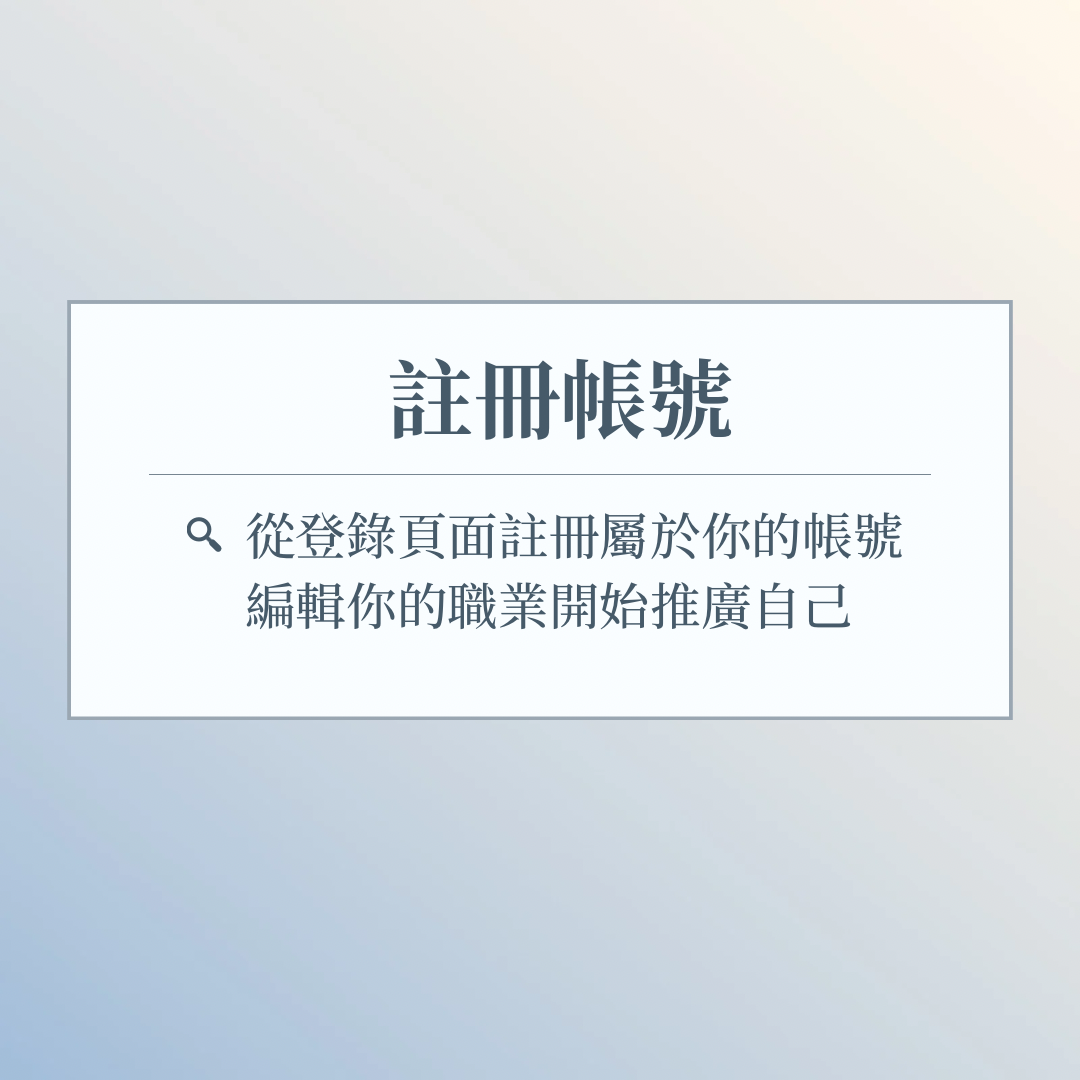 註冊帳號
從登錄頁面註冊屬於你的帳號
編輯你的職業開始推廣自己